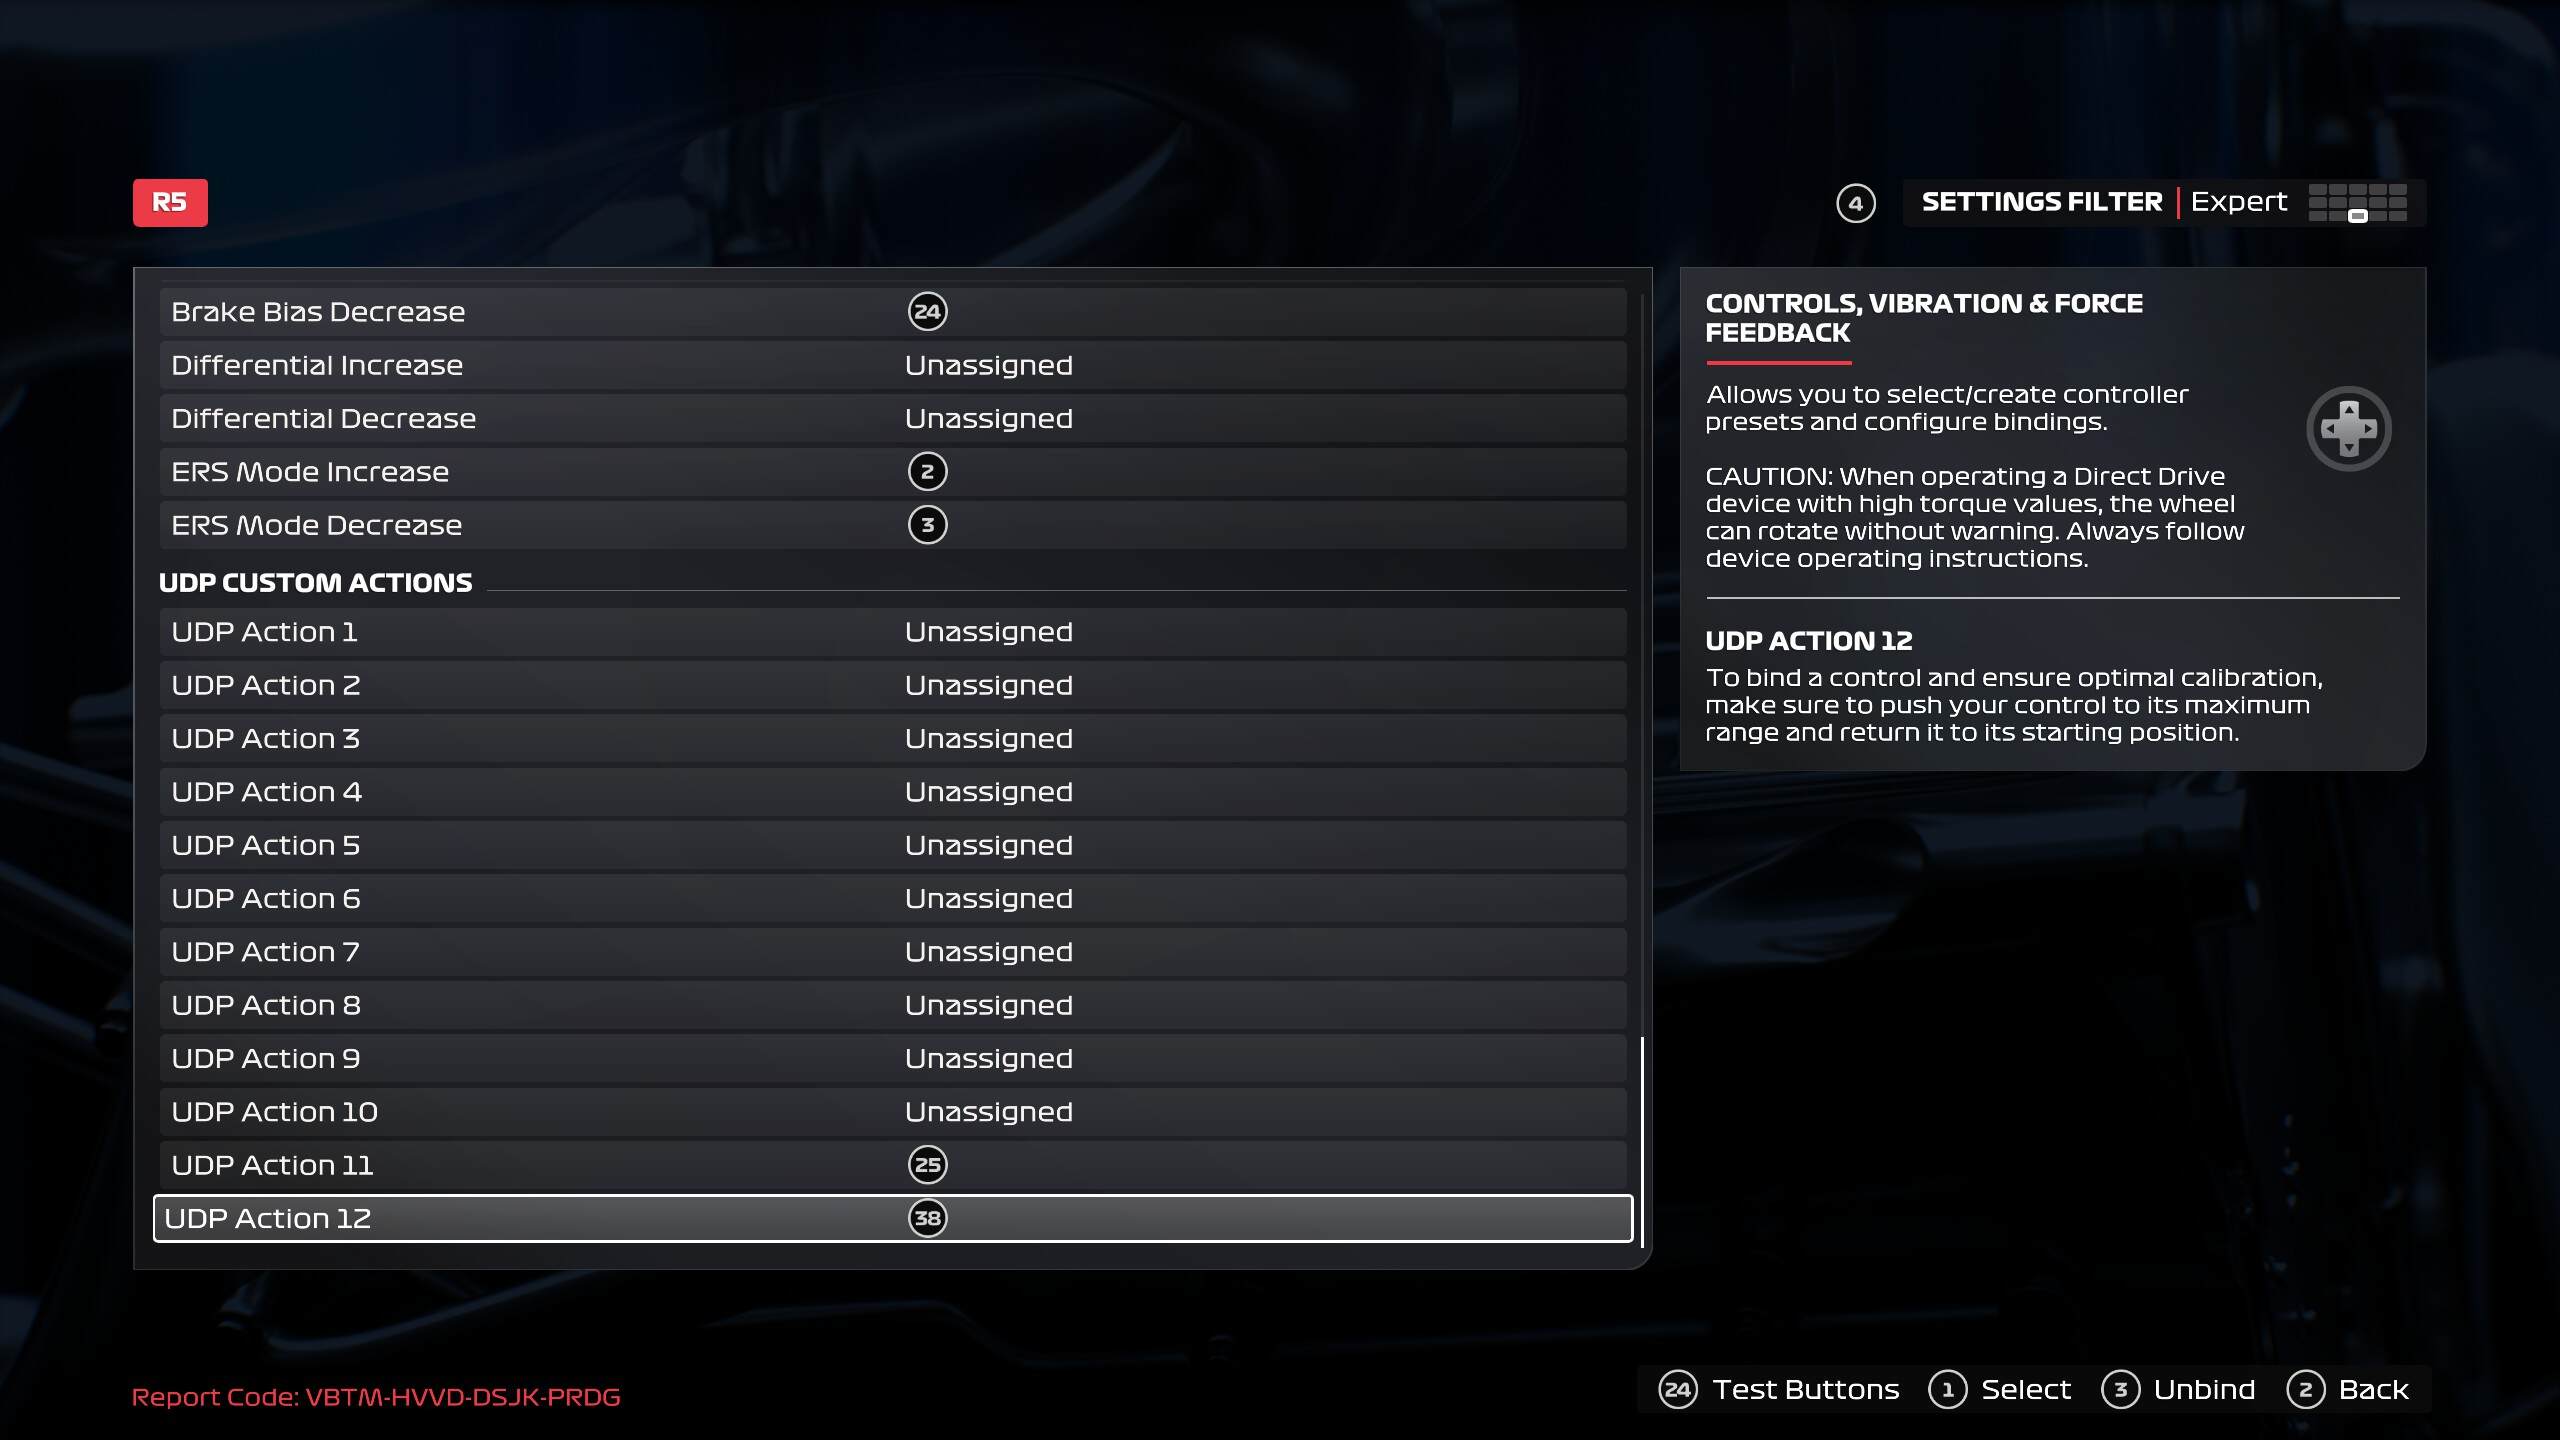 R5
4 SETTINGS FILTER | Expert
Brake Bias Decrease 24
Differential Increase Unassigned
Differential Decrease Unassigned
ERS Mode Increase 2
ERS Mode Decrease 3
UDP CUSTOM ACTIONS
UDP Action 1 Unassigned
UDP Action 2 Unassigned
UDP Action 3 Unassigned
UDP Action 4 Unassigned
UDP Action 5 Unassigned
UDP Action 6 Unassigned
UDP Action 7 Unassigned
UDP Action 8 Unassigned
UDP Action 9 Unassigned
UDP Action 10 Unassigned
UDP Action 11 25
UDP Action 12 38
CONTROLS, VIBRATION & FORCE
FEEDBACK
Allows you to select/create controller
presets and configure bindings.
CAUTION: When operating a Direct Drive
device with high torque values, the wheel
can rotate without warning. Always follow
device operating instructions.
UDP ACTION 12
To bind a control and ensure optimal calibration,
make sure to push your control to its maximum
range and return it to its starting position.
Report Code: VBTM-HVVD-DSJK-PRDG
24 Test Buttons 1 Select 3 Unbind 2 Back